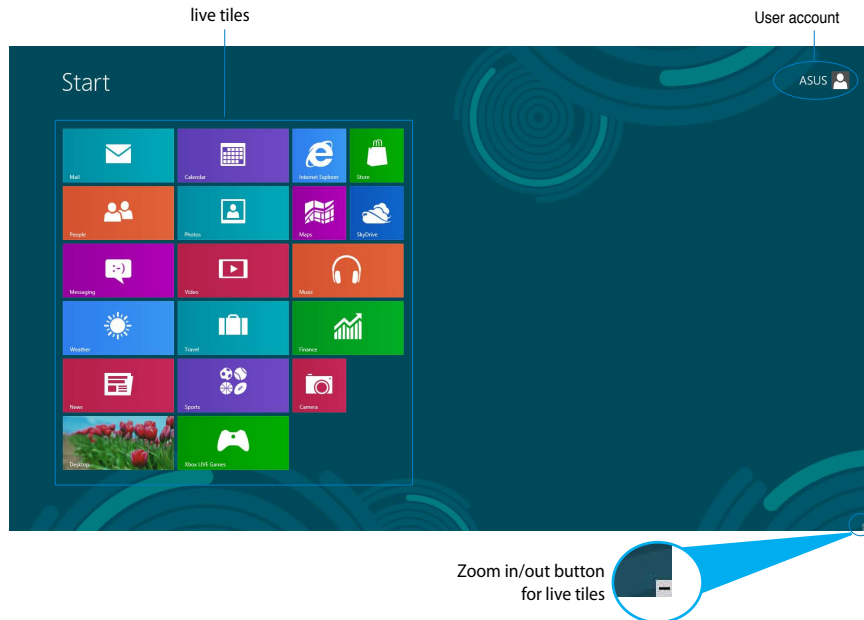 live tiles
User account
Start
ASUS
Mail
Calendar
Internet Explorer
Store
People
Photos
Maps
SkyDrive
Messaging
:-)
Video
Music
Weather
Travel
Finance
News
Sports
Camera
Desktop
Xbox LIVE Games
Zoom in/out button
for live tiles